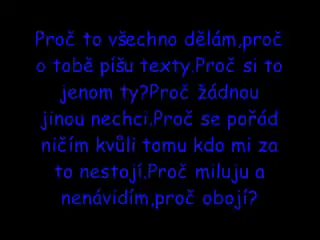 Proč to všechno dělám,proč
o tobě píšu texty.Proč si to
jenom ty?Proč žádnou
jinou nechci.Proč se pořád
ničím kvůli tomu kdo mi za
to nestojí.Proč miluju a
nenávidím,proč obojí?